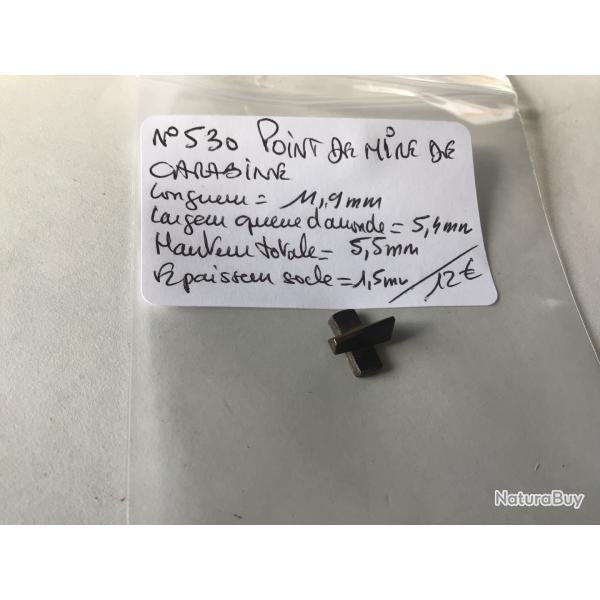 N° 530 POINT DE MIRE DE
CARABINE
Longueur = 11,9mm
Largeur queue d'aronde = 5,4mm
Hauteur totale = 5,5mm
Epaisseur socle = 1,5mm / 12€
NaturaBuy